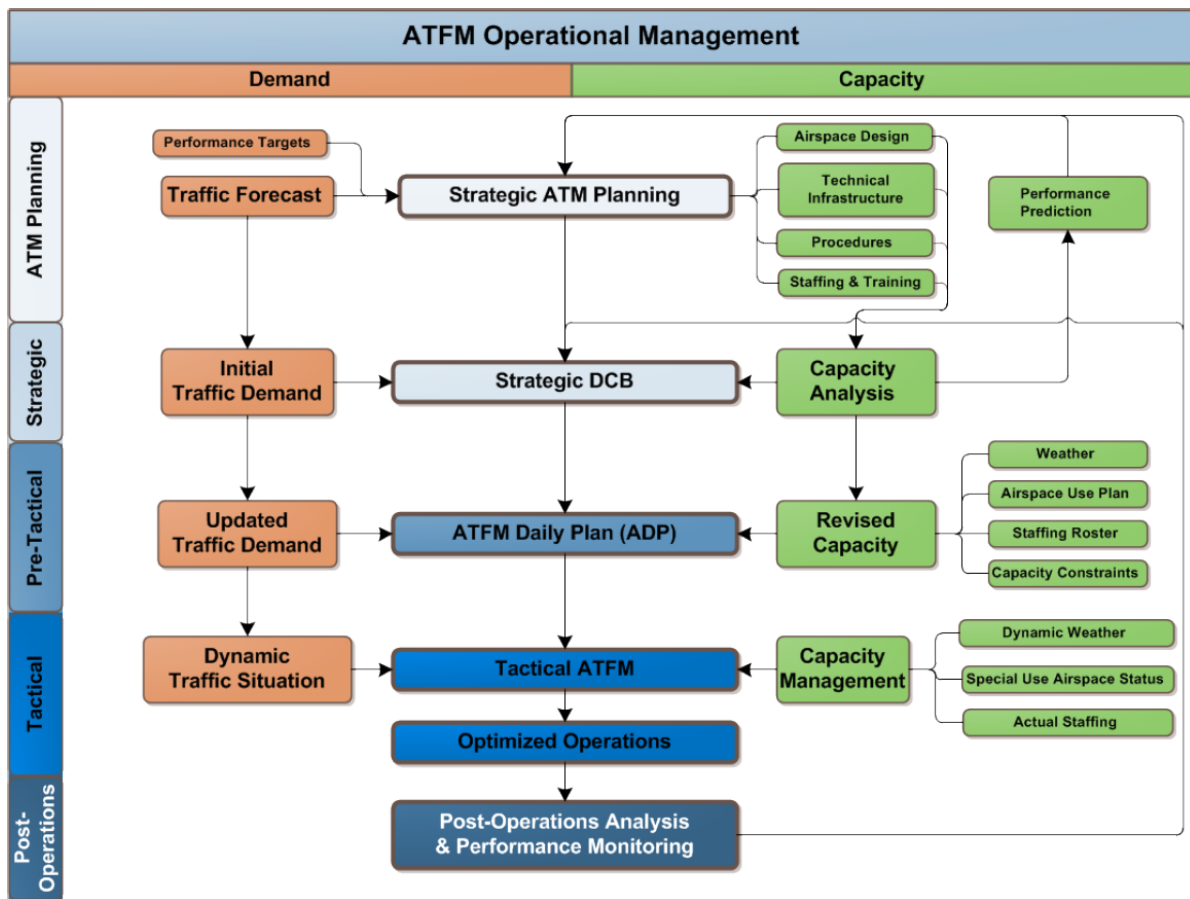 ATFM Operational Management
Demand
Capacity
ATM Planning
Performance Targets
Traffic Forecast
Strategic ATM Planning
Airspace Design
Technical
Infrastructure
Procedures
Staffing & Training
Performance
Prediction
Strategic
Initial
Traffic Demand
Strategic DCB
Capacity
Analysis
Pre-Tactical
Updated
Traffic Demand
ATFM Daily Plan (ADP)
Revised
Capacity
Weather
Airspace Use Plan
Staffing Roster
Capacity Constraints
Tactical
Dynamic
Traffic Situation
Tactical ATFM
Capacity
Management
Dynamic Weather
Special Use Airspace Status
Actual Staffing
Optimized Operations
Post-
Operations
Post-Operations Analysis
& Performance Monitoring